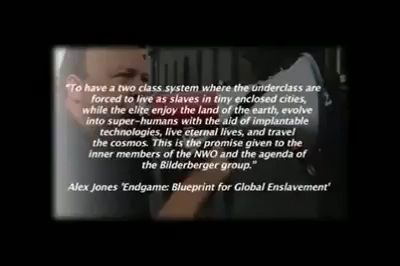 "To have a two class system where the underclass are
forced to live as slaves in tiny enclosed cities,
while the elite enjoy the land of the earth, evolve
into super-humans with the aid of implantable
technologies, live eternal lives, and travel
the cosmos. This is the promise given to the
inner members of the NWO and the agenda of
the Bilderberger group."
Alex Jones 'Endgame: Blueprint for Global Enslavement'